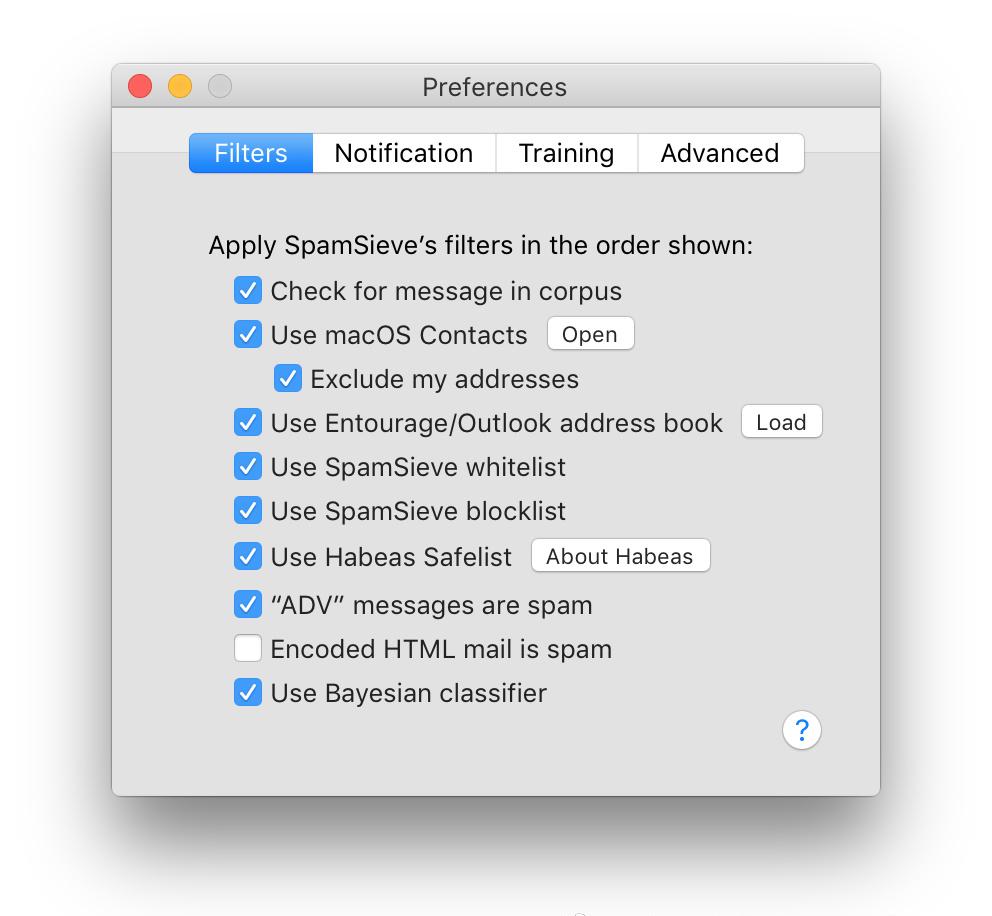 Preferences
Filters Notification Training Advanced
Apply SpamSieve’s filters in the order shown:
Check for message in corpus
Use macOS Contacts Open
Exclude my addresses
Use Entourage/Outlook address book Load
Use SpamSieve whitelist
Use SpamSieve blocklist
Use Habeas Safelist About Habeas
“ADV” messages are spam
Encoded HTML mail is spam
Use Bayesian classifier
?